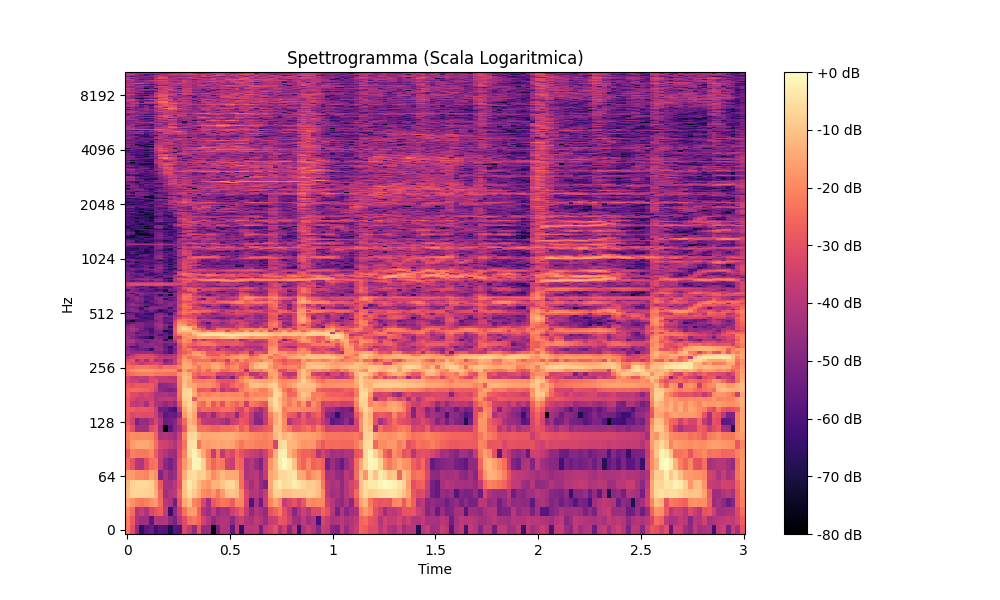 Spettrogramma (Scala Logaritmica)
8192
4096
2048
1024
512
256
128
64
0
Hz
0
0.5
1
1.5
2
2.5
3
Time
+0 dB
-10 dB
-20 dB
-30 dB
-40 dB
-50 dB
-60 dB
-70 dB
-80 dB